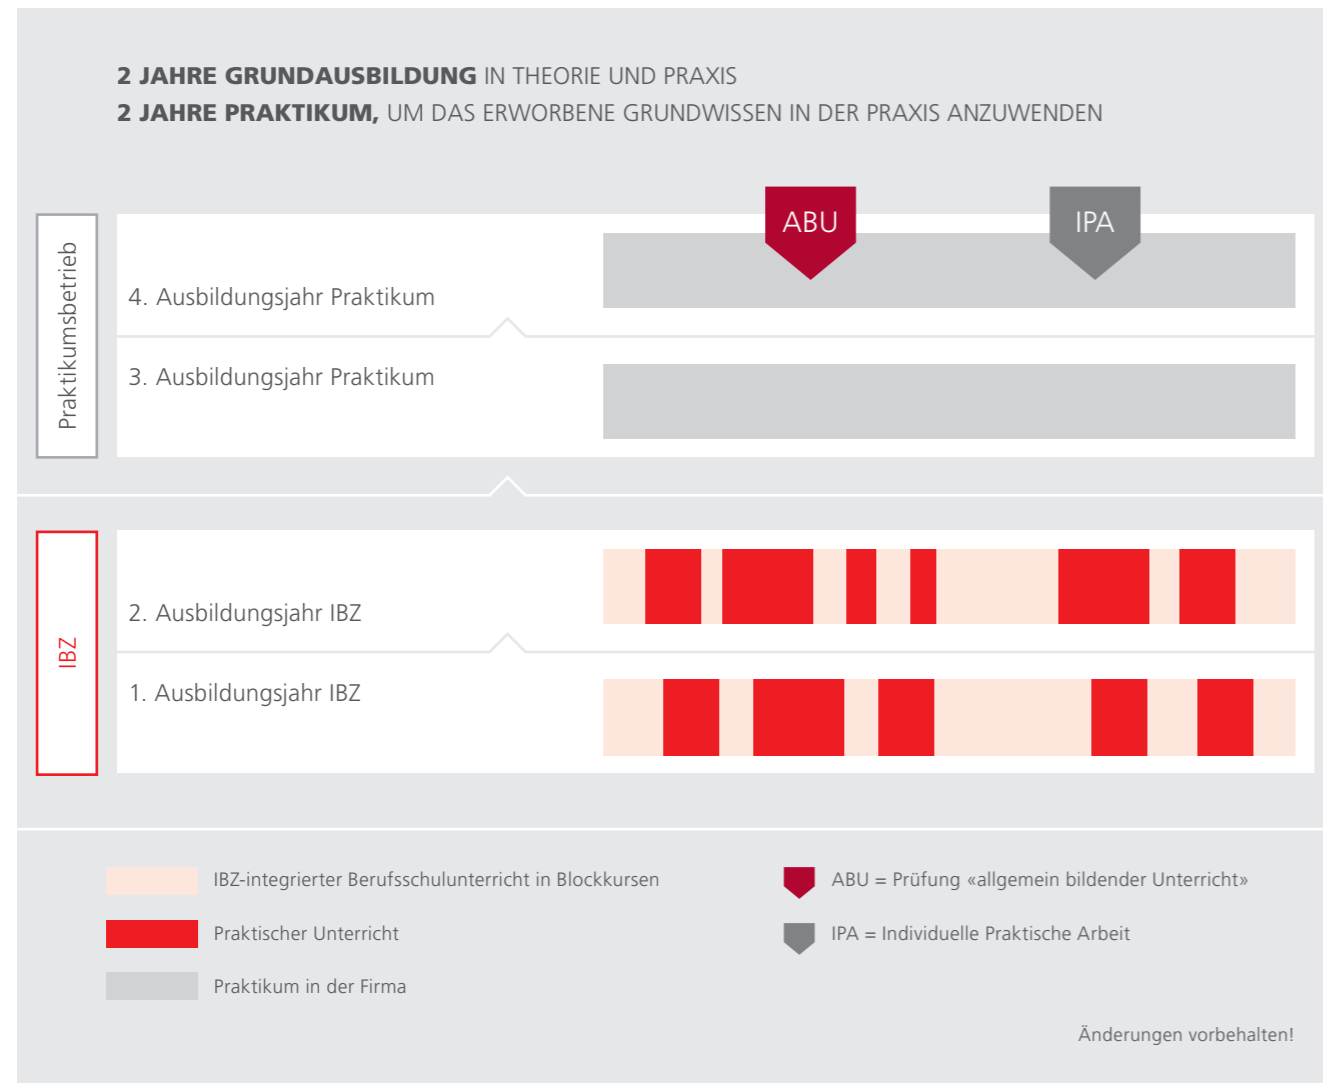 2 JAHRE GRUNDAUSBILDUNG IN THEORIE UND PRAXIS
2 JAHRE PRAKTIKUM, UM DAS ERWORBENE GRUNDWISSEN IN DER PRAXIS ANZUWENDEN
ABU
IPA
Praktikumsbetrieb
4. Ausbildungsjahr Praktikum
3. Ausbildungsjahr Praktikum
IBZ
2. Ausbildungsjahr IBZ
1. Ausbildungsjahr IBZ
IBZ-integrierter Berufsschulunterricht in Blockkursen
Praktischer Unterricht
Praktikum in der Firma
ABU = Prüfung «allgemein bildender Unterricht»
IPA = Individuelle Praktische Arbeit
Änderungen vorbehalten!